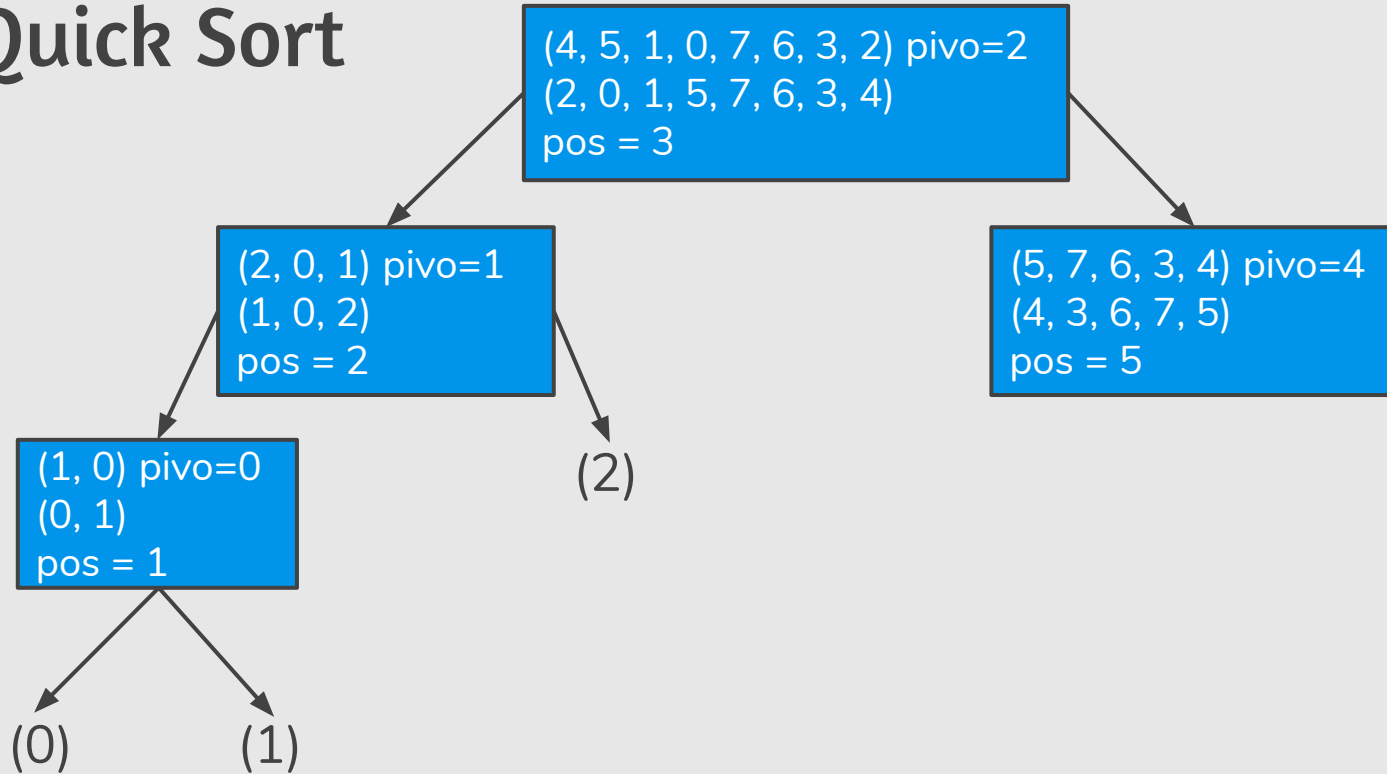 Quick Sort
(4, 5, 1, 0, 7, 6, 3, 2) pivo=2
(2, 0, 1, 5, 7, 6, 3, 4)
pos = 3
(2, 0, 1) pivo=1
(1, 0, 2)
pos = 2
(5, 7, 6, 3, 4) pivo=4
(4, 3, 6, 7, 5)
pos = 5
(1, 0) pivo=0
(0, 1)
pos = 1
(2)
(0)
(1)